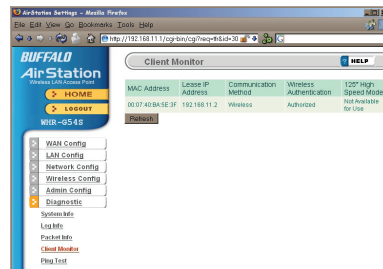 AirStation Settings - Mozilla Firefox
File Edit View Go Bookmarks Tools Help
http://192.168.11.1/cgi-bin/cgi?req=fr&id=30
BUFFALO
AirStation
Wireless LAN Access Point
HOME
LOGOUT
WHR-G54S
WAN Config
LAN Config
Network Config
Wireless Config
Admin Config
Diagnostic
System Info
Log Info
Packet Info
Client Monitor
Ping Test
Client Monitor
HELP
MAC Address Lease IP Address Communication Method Wireless Authentication 125* High Speed Mode
00:07:40:BA:5E:3F 192.168.11.2 Wireless Authorized Not Available for Use
Refresh